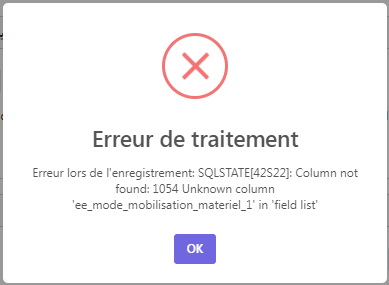 Erreur de traitement
Erreur lors de l'enregistrement: SQLSTATE[42S22]: Column not
found: 1054 Unknown column
'ee_mode_mobilisation_materiel_1' in 'field list'
OK